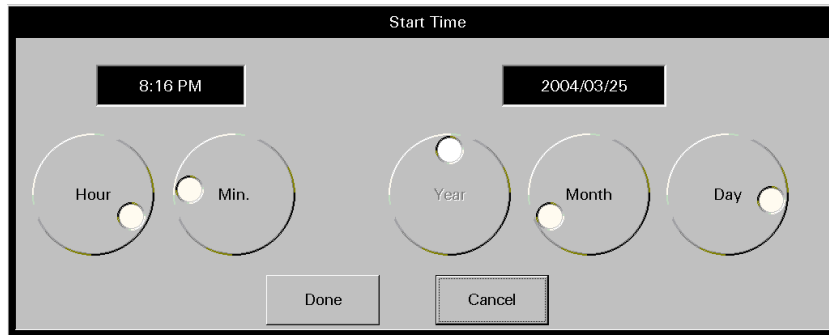 Start Time
8:16 PM
2004/03/25
Hour
Min.
Year
Month
Day
Done
Cancel